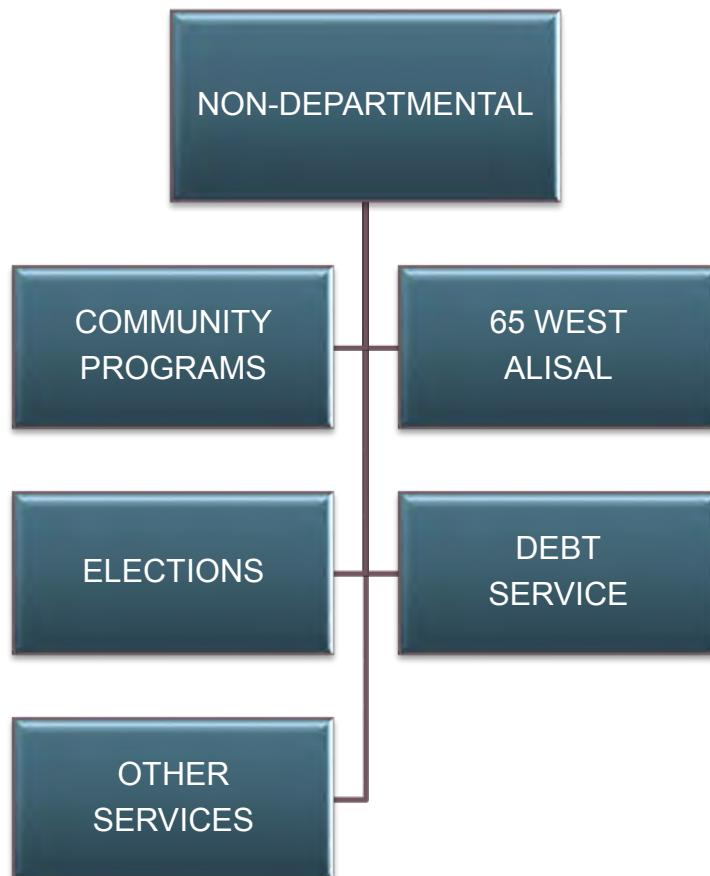 NON-DEPARTMENTAL
COMMUNITY
PROGRAMS
65 WEST
ALISAL
ELECTIONS
DEBT
SERVICE
OTHER
SERVICES